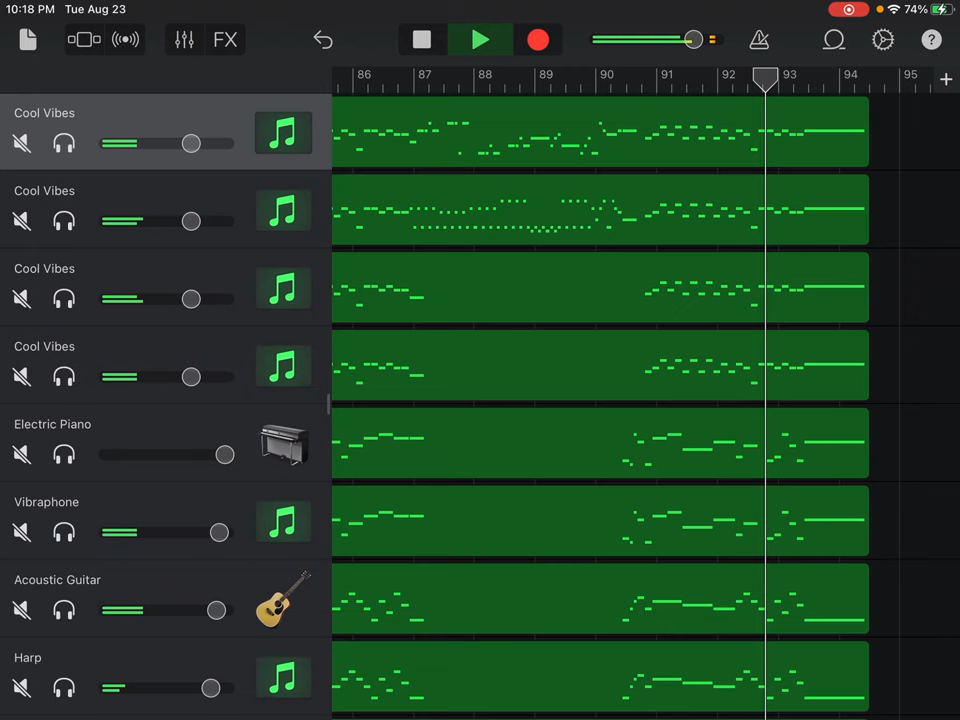 10:18 PM Tue Aug 23
74%
FX
?
86 87 88 89 90 91 92 93 94 95 +
Cool Vibes
Cool Vibes
Cool Vibes
Cool Vibes
Electric Piano
Vibraphone
Acoustic Guitar
Harp